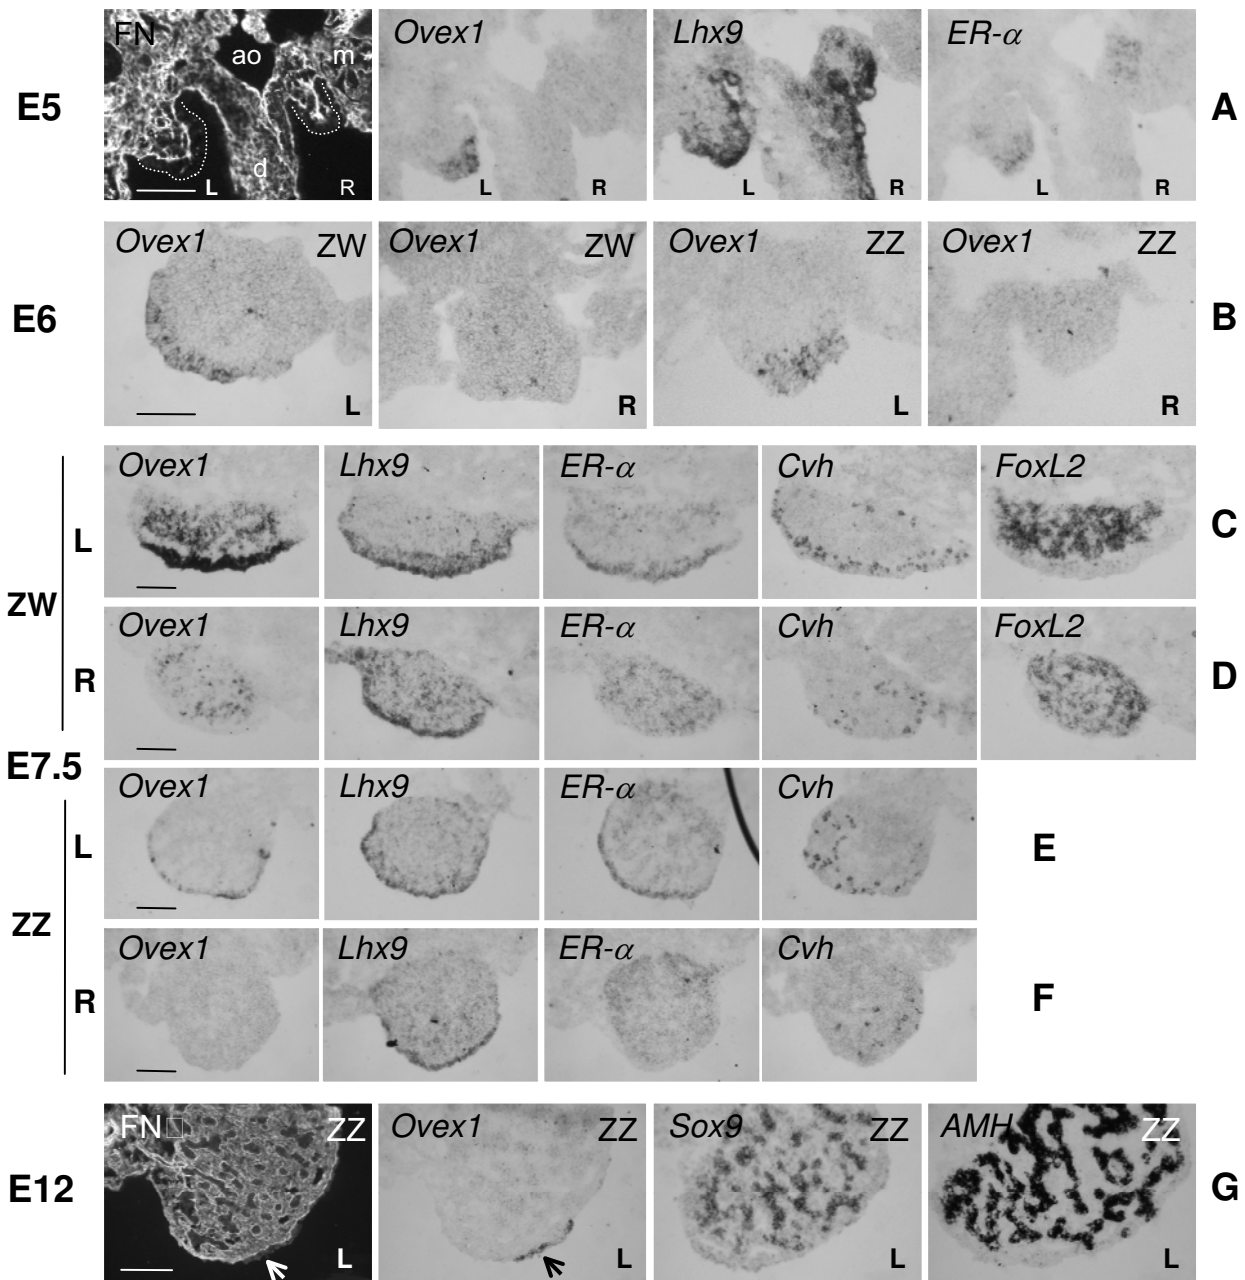 E5
FN
ao
m
d
L
R
Ovex1
L
R
Lhx9
L
R
ER-α
L
R
A
E6
Ovex1 ZW
L
Ovex1 ZW
R
Ovex1 ZZ
L
Ovex1 ZZ
R
B
E7.5
ZW
L
Ovex1
Lhx9
ER-α
Cvh
FoxL2
C
R
Ovex1
Lhx9
ER-α
Cvh
FoxL2
D
ZZ
L
Ovex1
Lhx9
ER-α
Cvh
E
R
Ovex1
Lhx9
ER-α
Cvh
F
E12
FN□ ZZ
L
Ovex1 ZZ
L
Sox9 ZZ
L
AMH ZZ
L
G